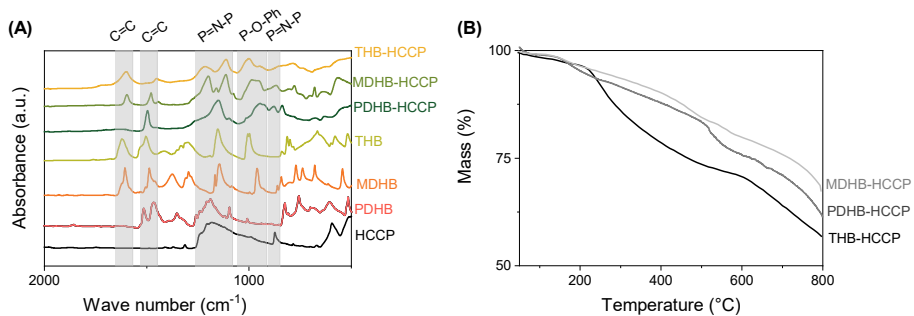 (A)
C=C
C=C
P=N-P
P-O-Ph
P=N-P
THB-HCCP
MDHB-HCCP
PDHB-HCCP
THB
MDHB
PDHB
HCCP
Absorbance (a.u.)
2000
1000
Wave number (cm⁻¹)
(B)
100
75
50
Mass (%)
MDHB-HCCP
PDHB-HCCP
THB-HCCP
200
400
600
800
Temperature (°C)